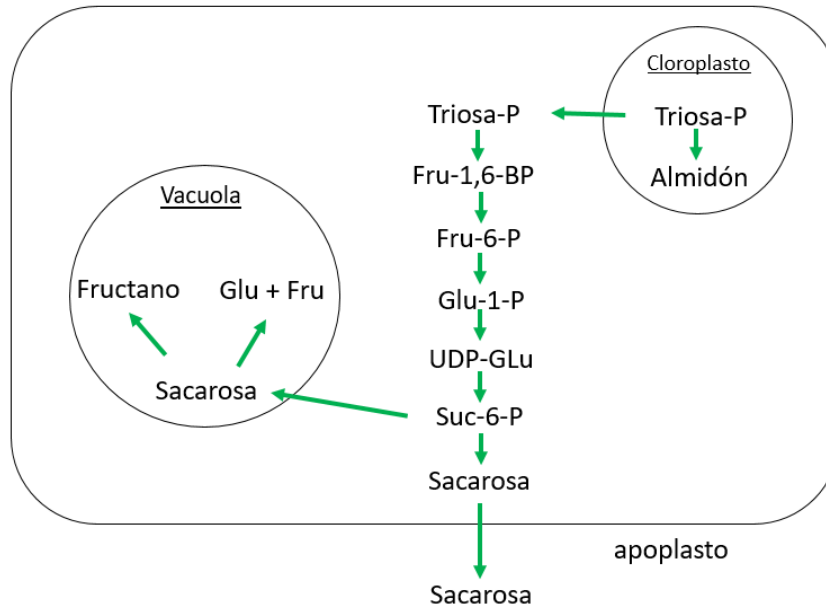 Cloroplasto
Triosa-P
Almidón
Triosa-P
Fru-1,6-BP
Fru-6-P
Glu-1-P
UDP-GLu
Suc-6-P
Sacarosa
Vacuola
Fructano
Glu + Fru
Sacarosa
apoplasto
Sacarosa